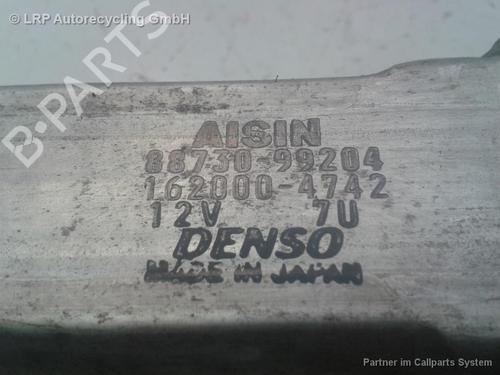 © LRP Autorecycling GmbH
B-PARTS
AISIN
88730-99204
162000-4742
12V 7U
DENSO
MADE IN JAPAN
Partner im Callparts System